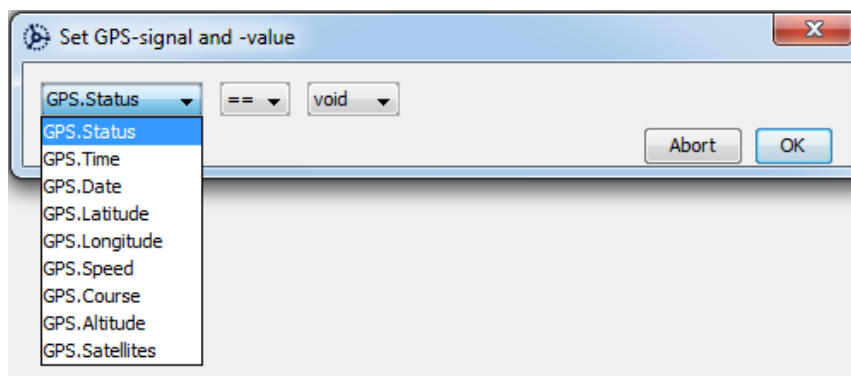 Set GPS-signal and -value
GPS.Status == void
GPS.Status
GPS.Time
GPS.Date
GPS.Latitude
GPS.Longitude
GPS.Speed
GPS.Course
GPS.Altitude
GPS.Satellites
Abort OK